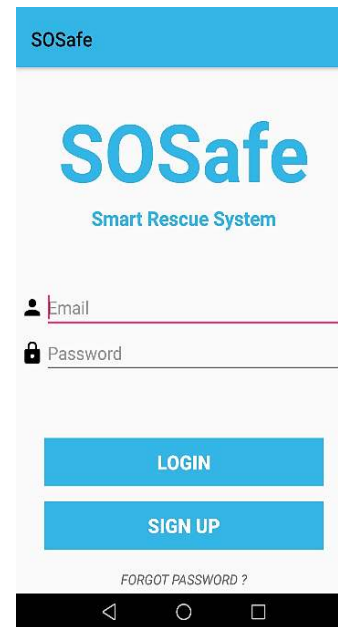 SOSafe
SOSafe
Smart Rescue System
Email
Password
LOGIN
SIGN UP
FORGOT PASSWORD ?